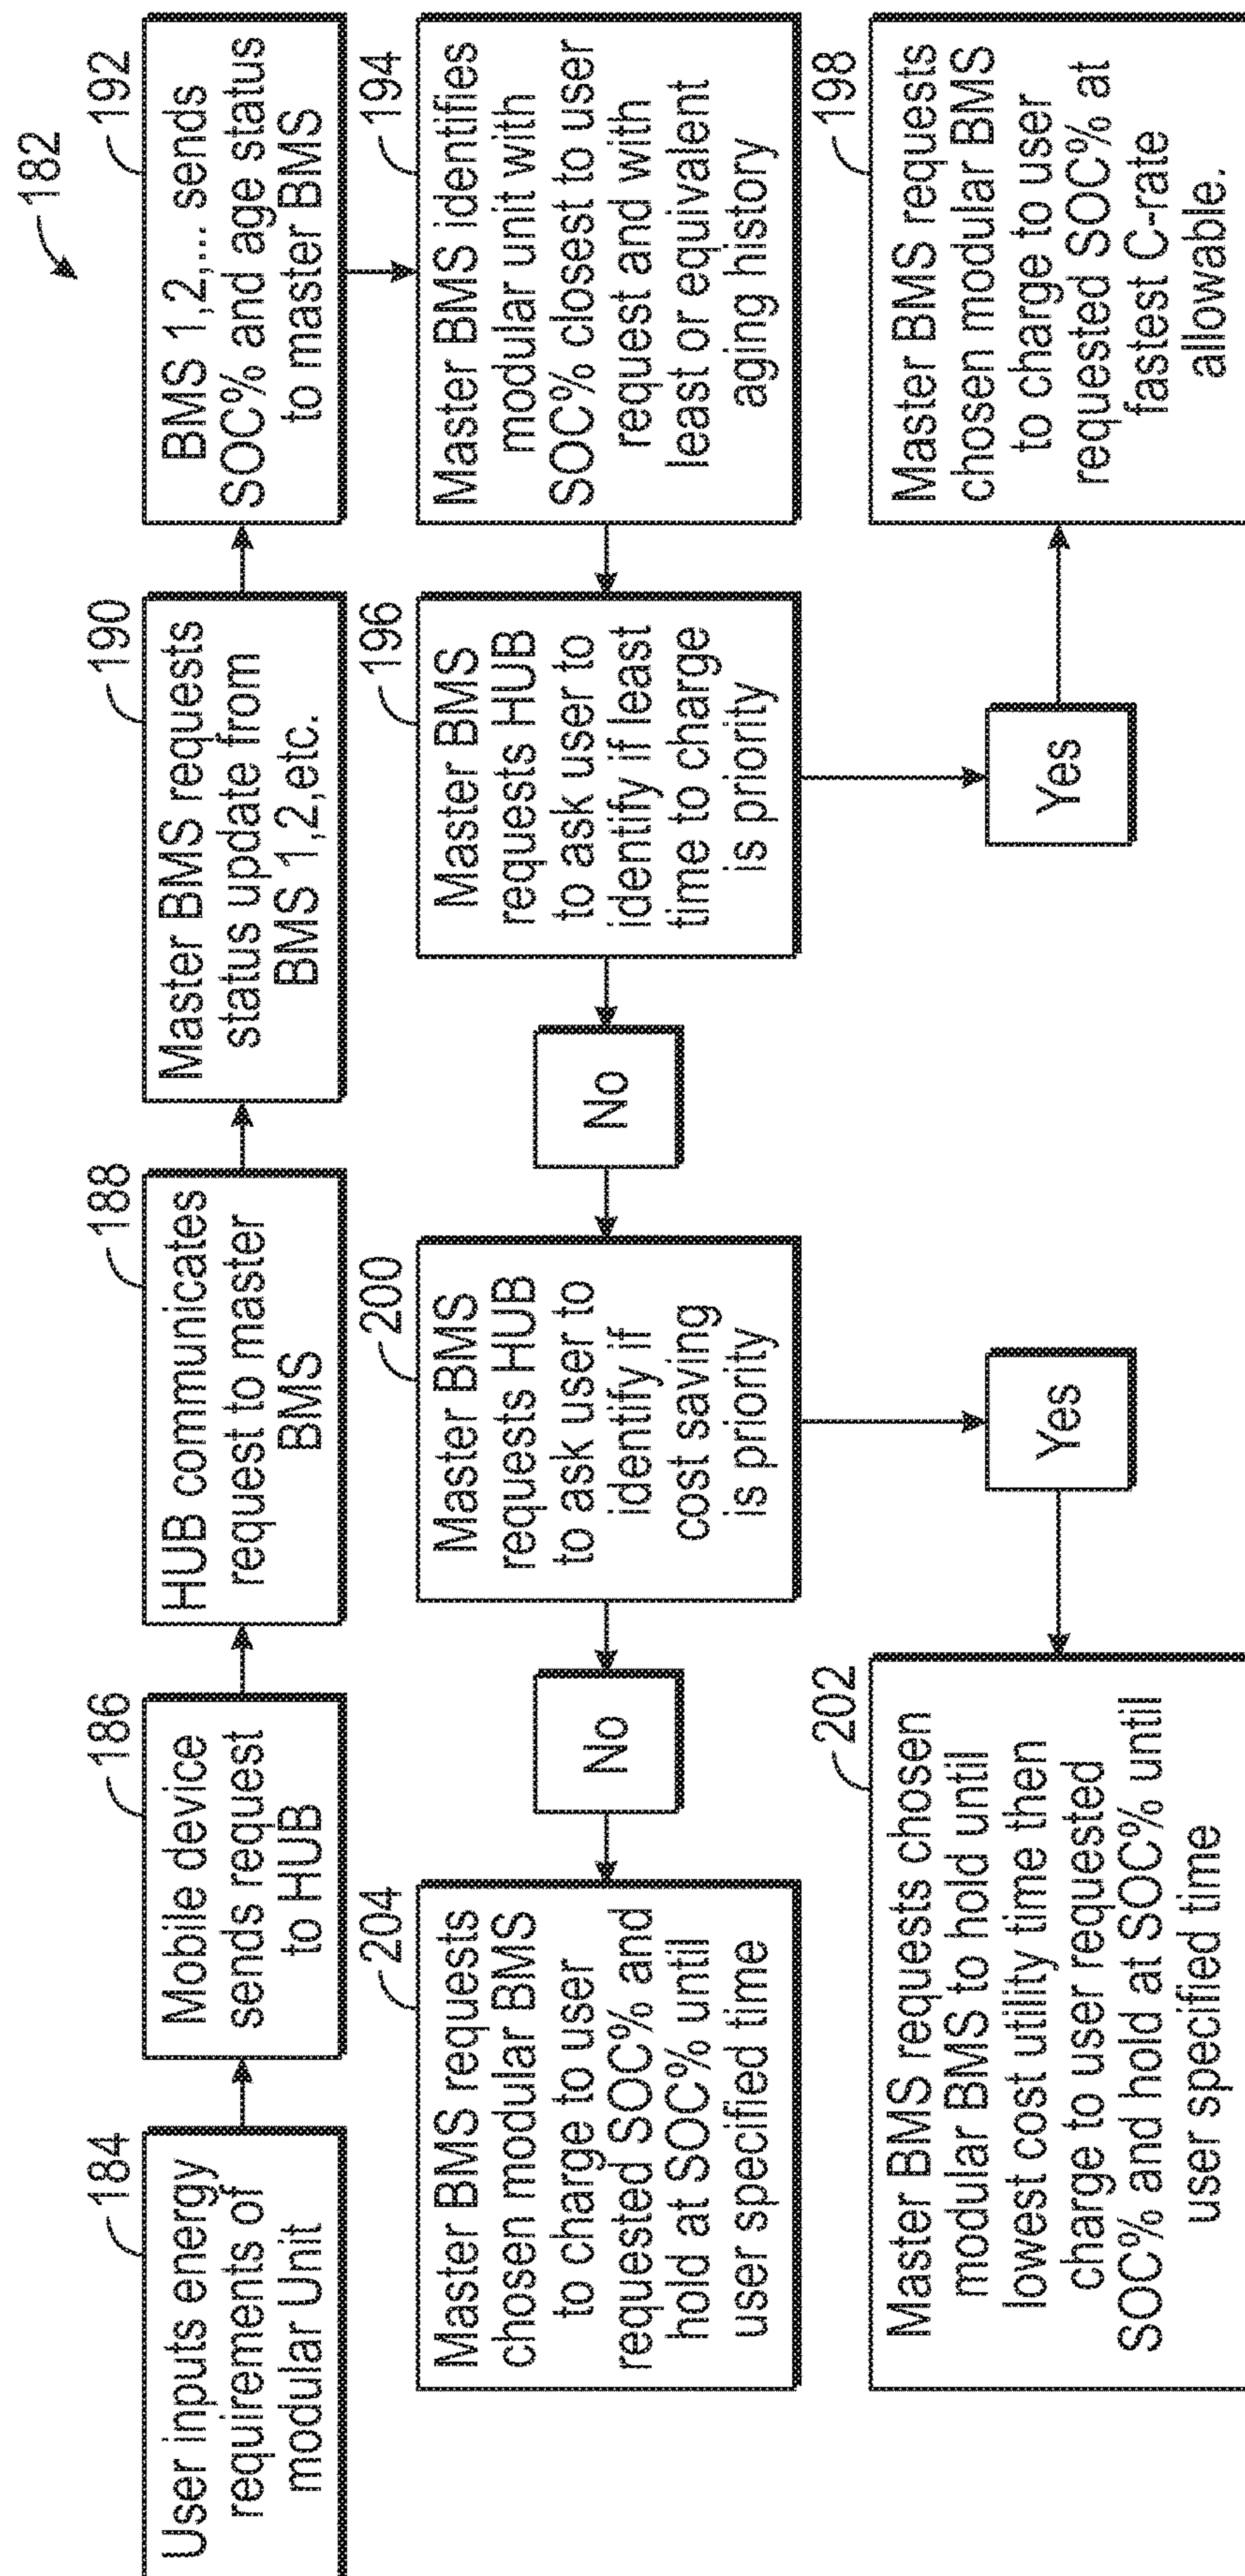 182
184
User inputs energy
requirements of
modular Unit
186
Mobile device
sends request
to HUB
188
HUB communicates
request to master
BMS
190
Master BMS requests
status update from
BMS 1,2,etc.
192
BMS 1,2,... sends
SOC% and age status
to master BMS
194
Master BMS identifies
modular unit with
SOC% closest to user
request and with
least or equivalent
aging history
196
Master BMS
requests HUB
to ask user to
identify if least
time to charge
is priority
Yes
198
Master BMS requests
chosen modular BMS
to charge to user
requested SOC% at
fastest C-rate
allowable.
No
200
Master BMS
requests HUB
to ask user to
identify if
cost saving
is priority
Yes
202
Master BMS requests chosen
modular BMS to hold until
lowest cost utility time then
charge to user requested
SOC% and hold at SOC% until
user specified time
No
204
Master BMS requests
chosen modular BMS
to charge to user
requested SOC% and
hold at SOC% until
user specified time